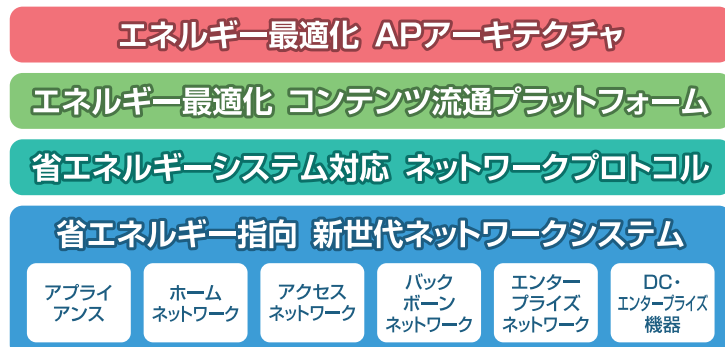 エネルギー最適化 APアーキテクチャ
エネルギー最適化 コンテンツ流通プラットフォーム
省エネルギーシステム対応 ネットワークプロトコル
省エネルギー指向 新世代ネットワークシステム
アプライ
アンス
ホーム
ネットワーク
アクセス
ネットワーク
バック
ボーン
ネットワーク
エンター
プライズ
ネットワーク
DC・
エンタープライズ
機器